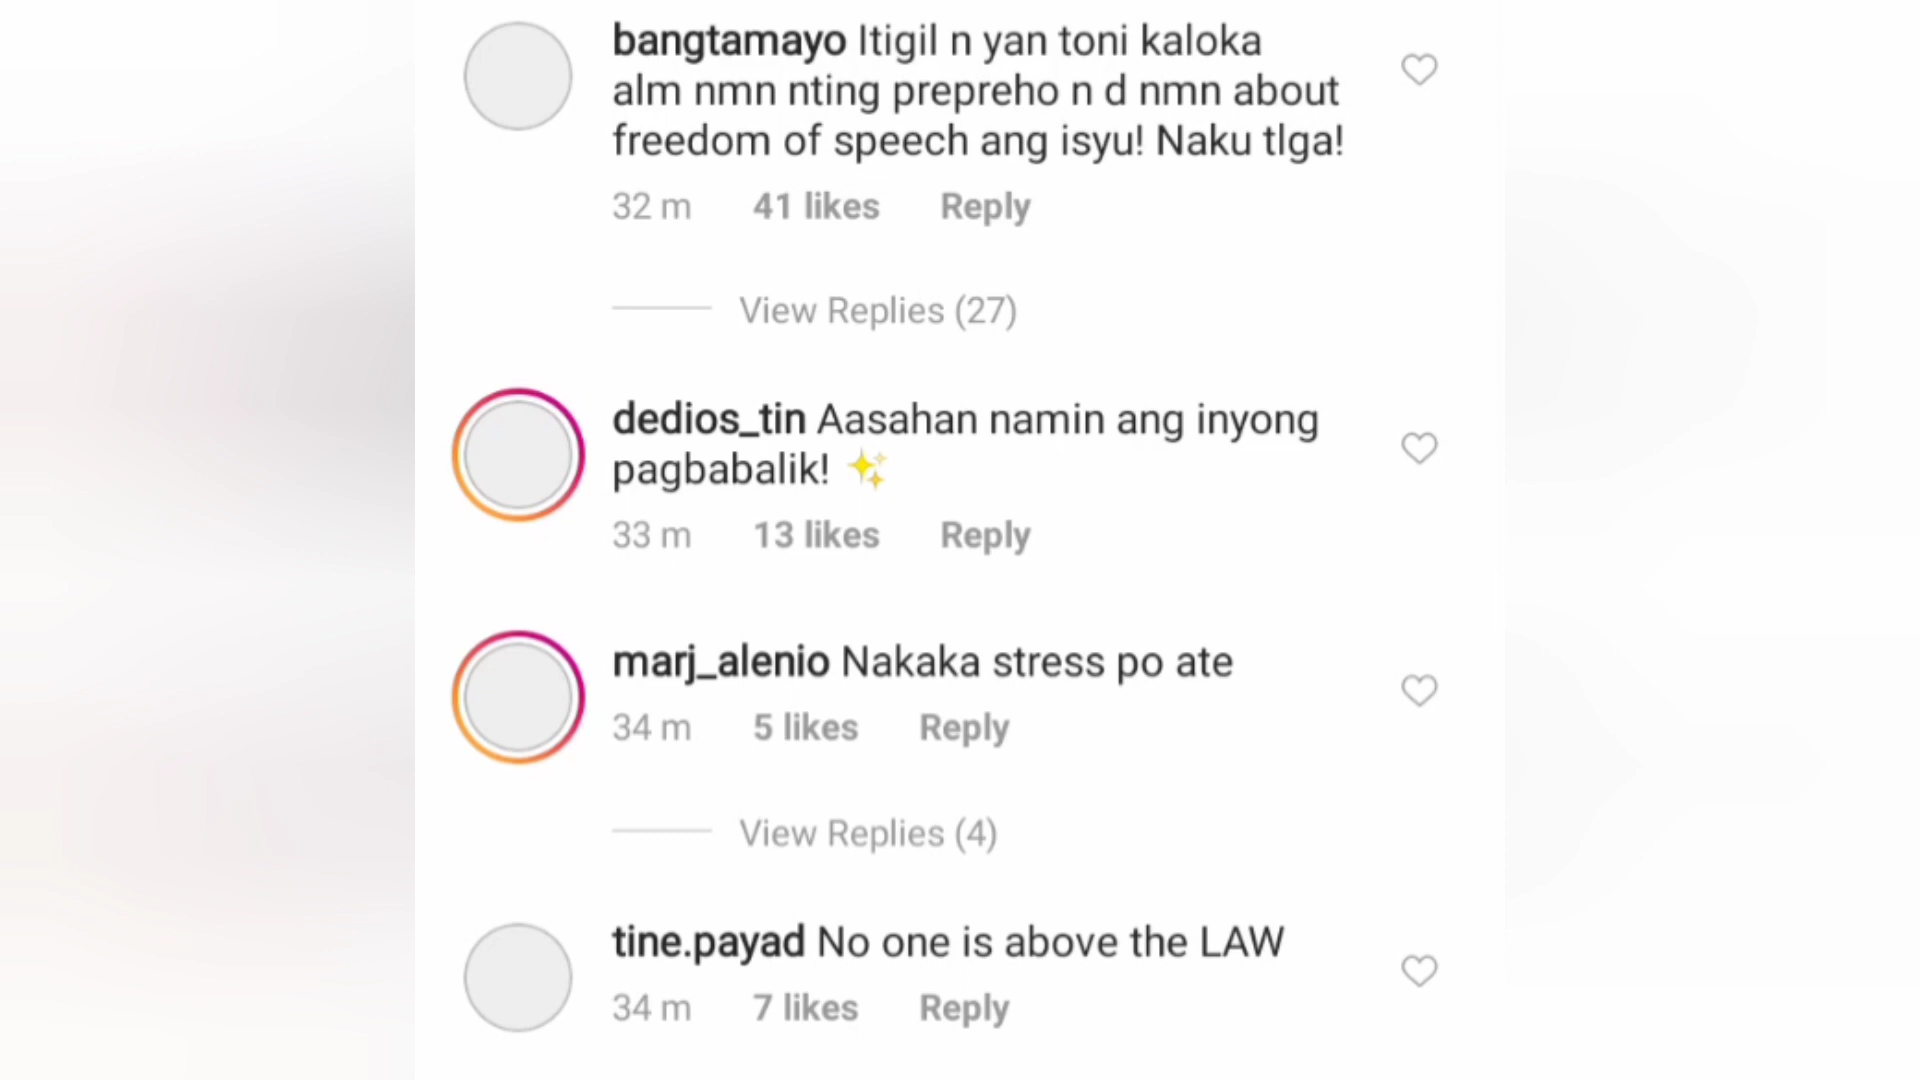 bangtamayo Itigil n yan toni kaloka
alm nmn nting prepreho n d nmn about
freedom of speech ang isyu! Naku tlga!
32 m 41 likes Reply
View Replies (27)
dedios_tin Aasahan namin ang inyong
pagbabalik! ✨
33 m 13 likes Reply
marj_alenio Nakaka stress po ate
34 m 5 likes Reply
View Replies (4)
tine.payad No one is above the LAW
34 m 7 likes Reply